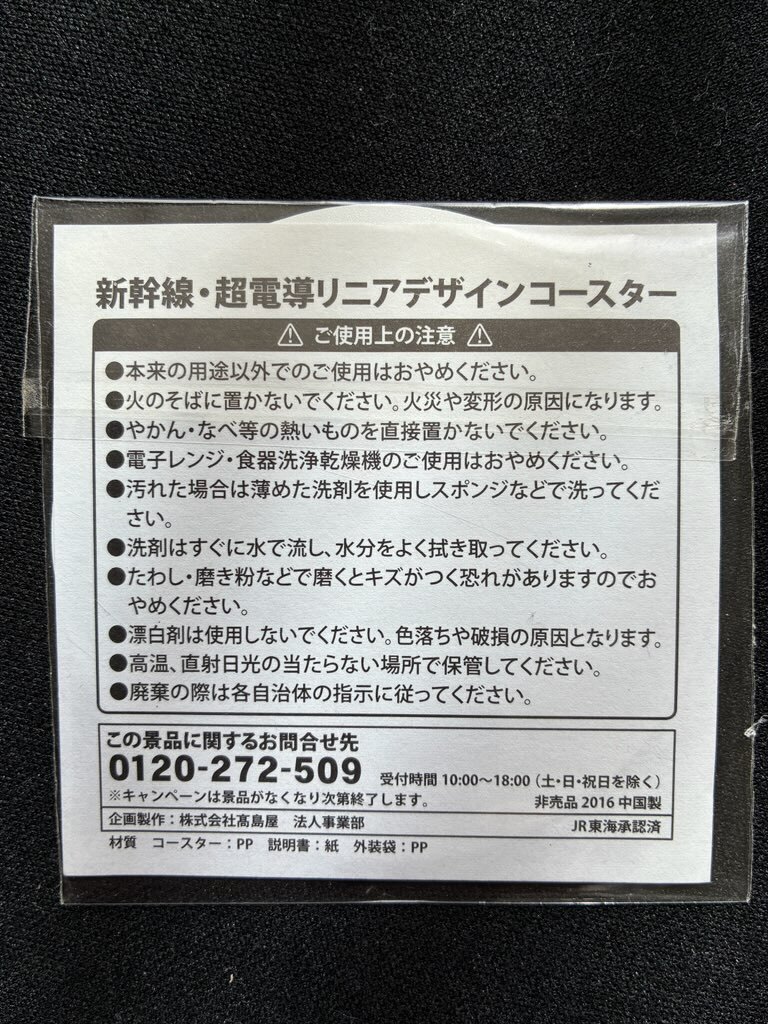 新幹線・超電導リニアデザインコースター
⚠ ご使用上の注意 ⚠
●本来の用途以外でのご使用はおやめください。
●火のそばに置かないでください。火災や変形の原因になります。
●やかん・なべ等の熱いものを直接置かないでください。
●電子レンジ・食器洗浄乾燥機のご使用はおやめください。
●汚れた場合は薄めた洗剤を使用しスポンジなどで洗ってくだ
さい。
●洗剤はすぐに水で流し、水分をよく拭き取ってください。
●たわし・磨き粉などで磨くとキズがつく恐れがありますのでお
やめください。
●漂白剤は使用しないでください。色落ちや破損の原因となります。
●高温、直射日光の当たらない場所で保管してください。
●廃棄の際は各自治体の指示に従ってください。
この景品に関するお問合せ先
0120-272-509 受付時間 10:00～18:00（土・日・祝日を除く）
※キャンペーンは景品がなくなり次第終了します。 非売品 2016 中国製
企画製作：株式会社髙島屋 法人事業部 JR東海承認済
材質 コースター：PP 説明書：紙 外装袋：PP